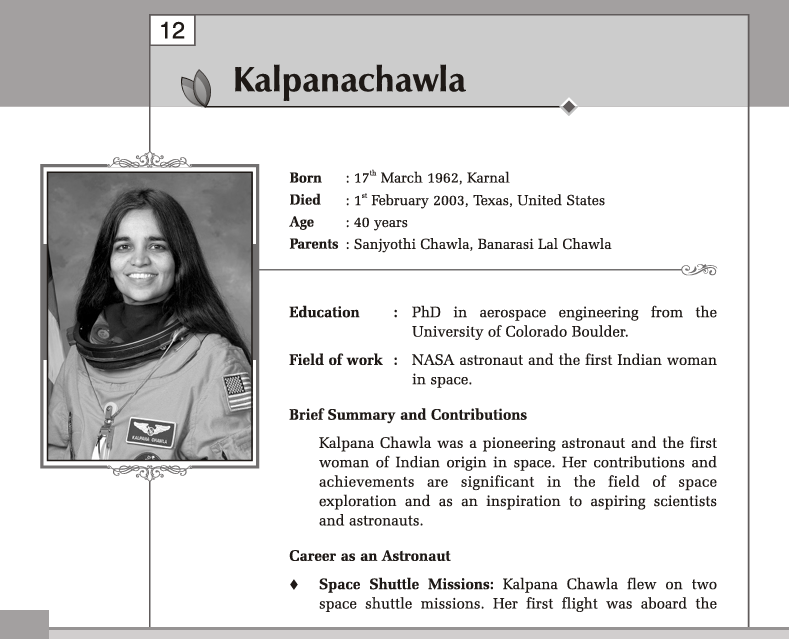 12
Kalpanachawla
Born : 17th March 1962, Karnal
Died : 1st February 2003, Texas, United States
Age : 40 years
Parents : Sanjyothi Chawla, Banarasi Lal Chawla
Education : PhD in aerospace engineering from the
University of Colorado Boulder.
Field of work : NASA astronaut and the first Indian woman
in space.
Brief Summary and Contributions
Kalpana Chawla was a pioneering astronaut and the first
woman of Indian origin in space. Her contributions and
achievements are significant in the field of space
exploration and as an inspiration to aspiring scientists
and astronauts.
Career as an Astronaut
♦ Space Shuttle Missions: Kalpana Chawla flew on two
space shuttle missions. Her first flight was aboard the
KALPANA CHAWLA